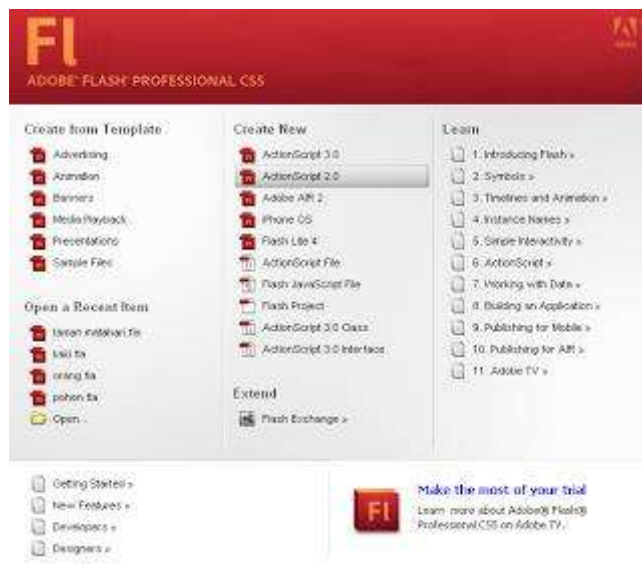 Fl
ADOBE® FLASH® PROFESSIONAL CS5
Create from Template
Advertising
Animation
Banners
Media Playback
Presentations
Sample Files
Open a Recent Item
taman matahari.fla
kaki.fla
orang.fla
pohon.fla
Open...
Create New
ActionScript 3.0
ActionScript 2.0
Adobe AIR 2
iPhone OS
Flash Lite 4
ActionScript File
Flash JavaScript File
Flash Project
ActionScript 3.0 Class
ActionScript 3.0 Interface
Extend
Flash Exchange »
Learn
1. Introducing Flash »
2. Symbols »
3. Timelines and Animation »
4. Instance Names »
5. Simple Interactivity »
6. ActionScript »
7. Working with Data »
8. Building an Application »
9. Publishing for Mobile »
10. Publishing for AIR »
11. Adobe TV »
Getting Started »
New Features »
Developers »
Designers »
Fl
Make the most of your trial
Learn more about Adobe® Flash®
Professional CS5 on Adobe TV.